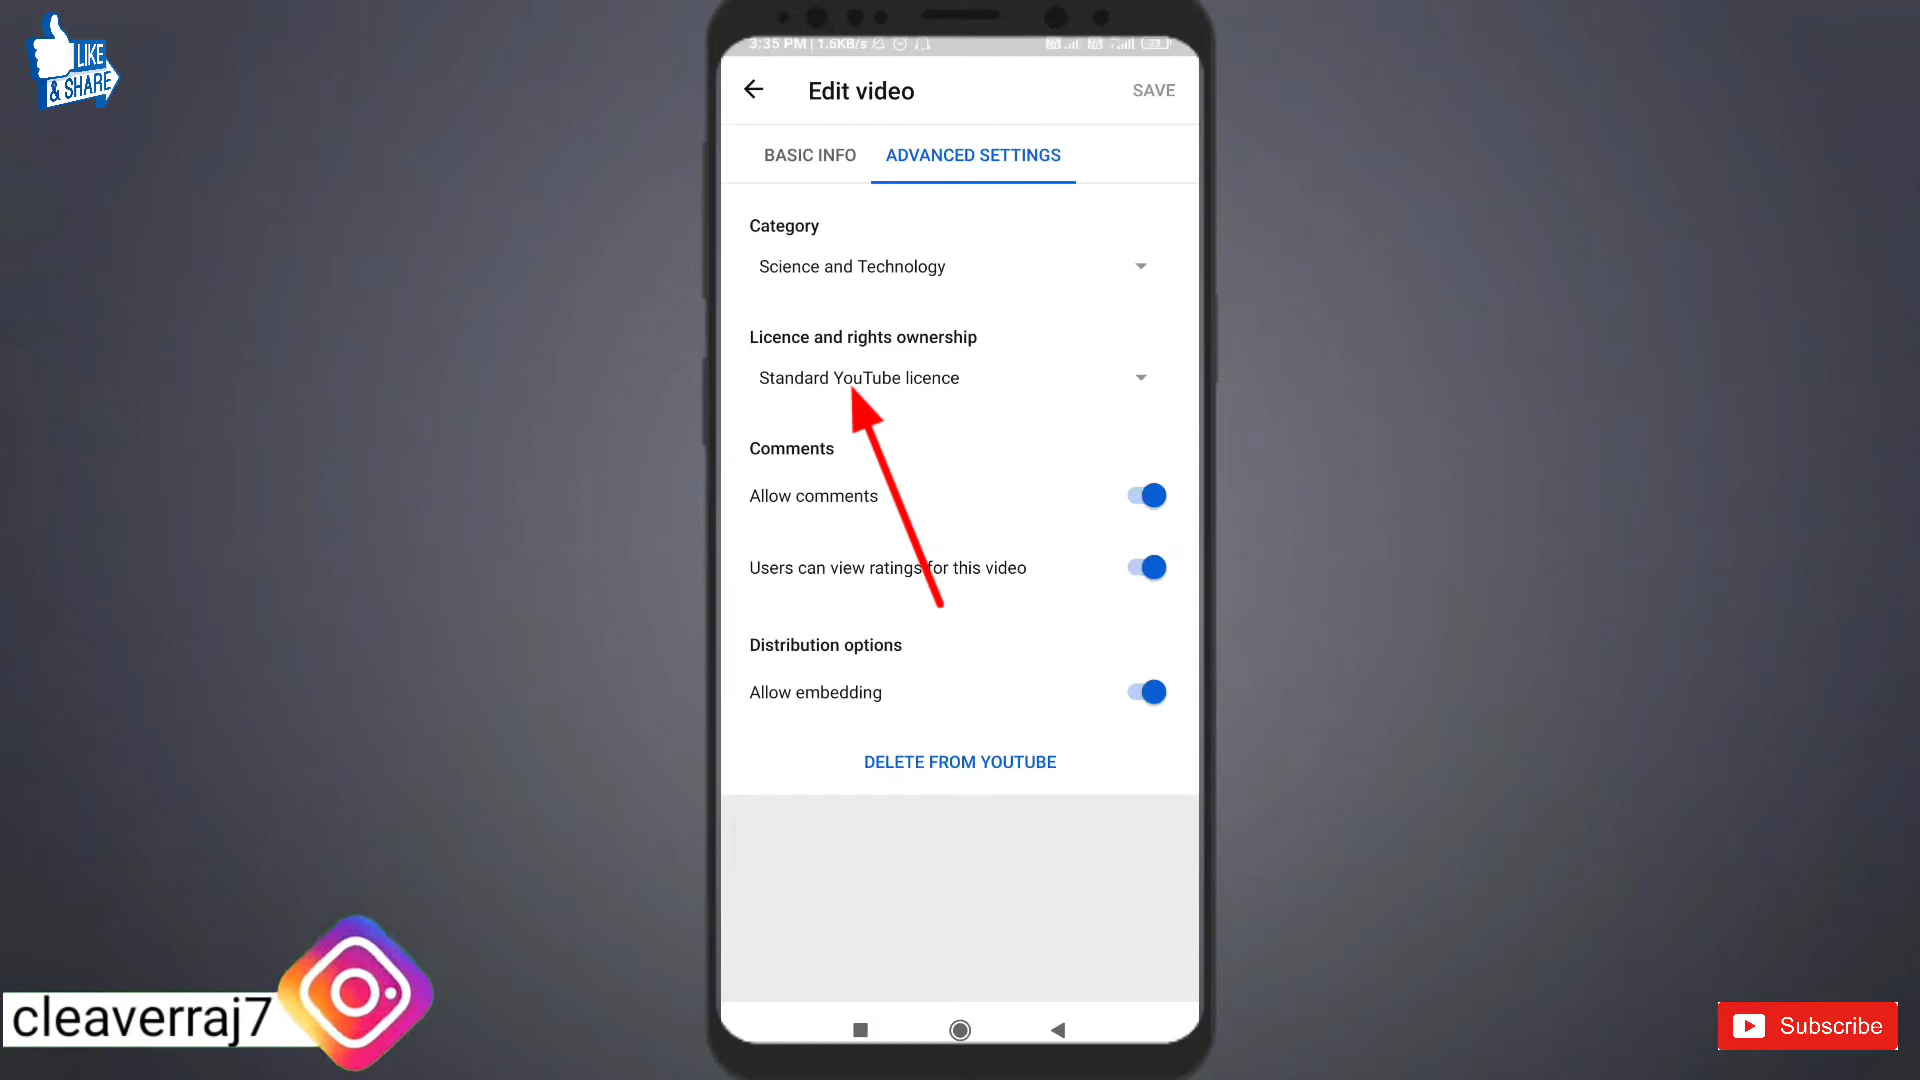 LIKE
& SHARE
3:35 PM | 1.6KB/s
Edit video
SAVE
BASIC INFO
ADVANCED SETTINGS
Category
Science and Technology
Licence and rights ownership
Standard YouTube licence
Comments
Allow comments
Users can view ratings for this video
Distribution options
Allow embedding
DELETE FROM YOUTUBE
cleaverraj7
Subscribe